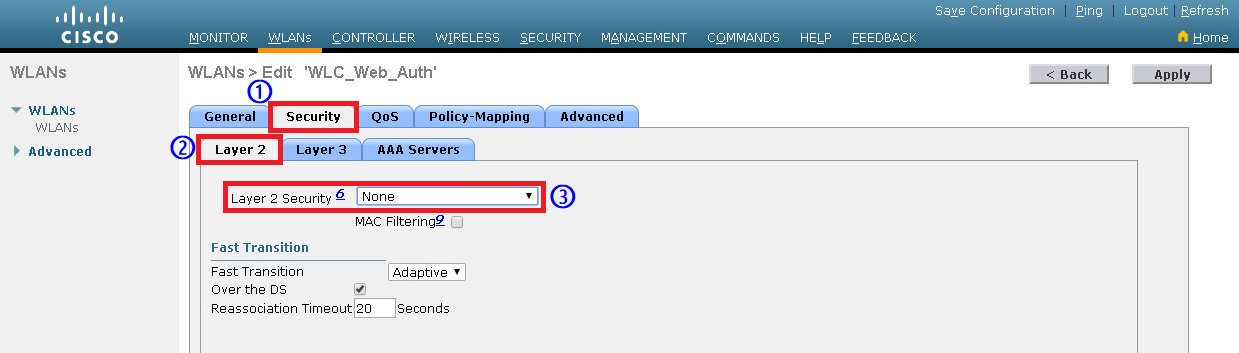 Save Configuration | Ping | Logout | Refresh
CISCO
MONITOR WLANs CONTROLLER WIRELESS SECURITY MANAGEMENT COMMANDS HELP FEEDBACK Home
WLANs
WLANs > Edit 'WLC_Web_Auth'
< Back Apply
WLANs
WLANs
Advanced
1
General Security QoS Policy-Mapping Advanced
2
Layer 2 Layer 3 AAA Servers
Layer 2 Security 6 None
3
MAC Filtering 9
Fast Transition
Fast Transition Adaptive
Over the DS
Reassociation Timeout 20 Seconds